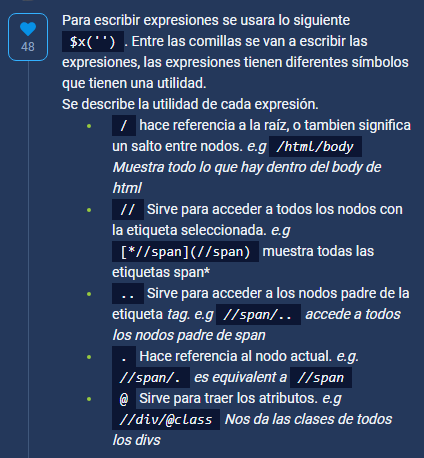 Para escribir expresiones se usara lo siguiente
$x('') . Entre las comillas se van a escribir las
48
expresiones, las expresiones tienen diferentes símbolos
que tienen una utilidad.
Se describe la utilidad de cada expresión.
• / hace referencia a la raíz, o tambien significa
un salto entre nodos. e.g /html/body
Muestra todo lo que hay dentro del body de
html
• // Sirve para acceder a todos los nodos con
la etiqueta seleccionada. e.g
[*//span](//span) muestra todas las
etiquetas span*
• .. Sirve para acceder a los nodos padre de la
etiqueta tag. e.g //span/.. accede a todos
los nodos padre de span
• . Hace referencia al nodo actual. e.g.
//span/. es equivalent a //span
• @ Sirve para traer los atributos. e.g
//div/@class Nos da las clases de todos
los divs